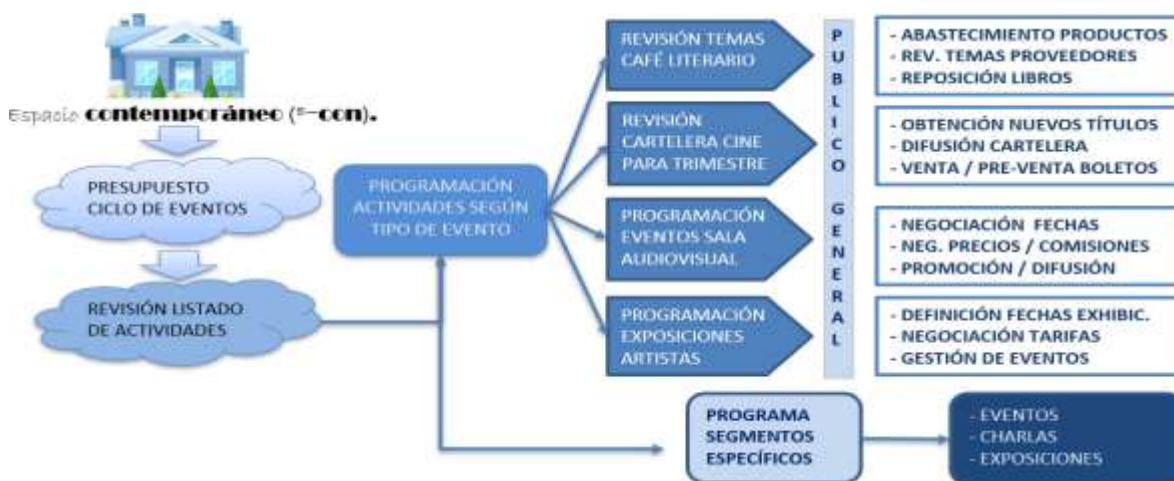 Espacio contemporáneo (e-con).
PRESUPUESTO
CICLO DE EVENTOS
REVISIÓN LISTADO
DE ACTIVIDADES
PROGRAMACIÓN
ACTIVIDADES SEGÚN
TIPO DE EVENTO
REVISIÓN TEMAS
CAFÉ LITERARIO
REVISIÓN
CARTELERA CINE
PARA TRIMESTRE
PROGRAMACIÓN
EVENTOS SALA
AUDIOVISUAL
PROGRAMACIÓN
EXPOSICIONES
ARTISTAS
PUBLICO GENERAL
- ABASTECIMIENTO PRODUCTOS
- REV. TEMAS PROVEEDORES
- REPOSICIÓN LIBROS
- OBTENCIÓN NUEVOS TÍTULOS
- DIFUSIÓN CARTELERA
- VENTA / PRE-VENTA BOLETOS
- NEGOCIACIÓN FECHAS
- NEG. PRECIOS / COMISIONES
- PROMOCIÓN / DIFUSIÓN
- DEFINICIÓN FECHAS EXHIBIC.
- NEGOCIACIÓN TARIFAS
- GESTIÓN DE EVENTOS
PROGRAMA
SEGMENTOS
ESPECÍFICOS
- EVENTOS
- CHARLAS
- EXPOSICIONES